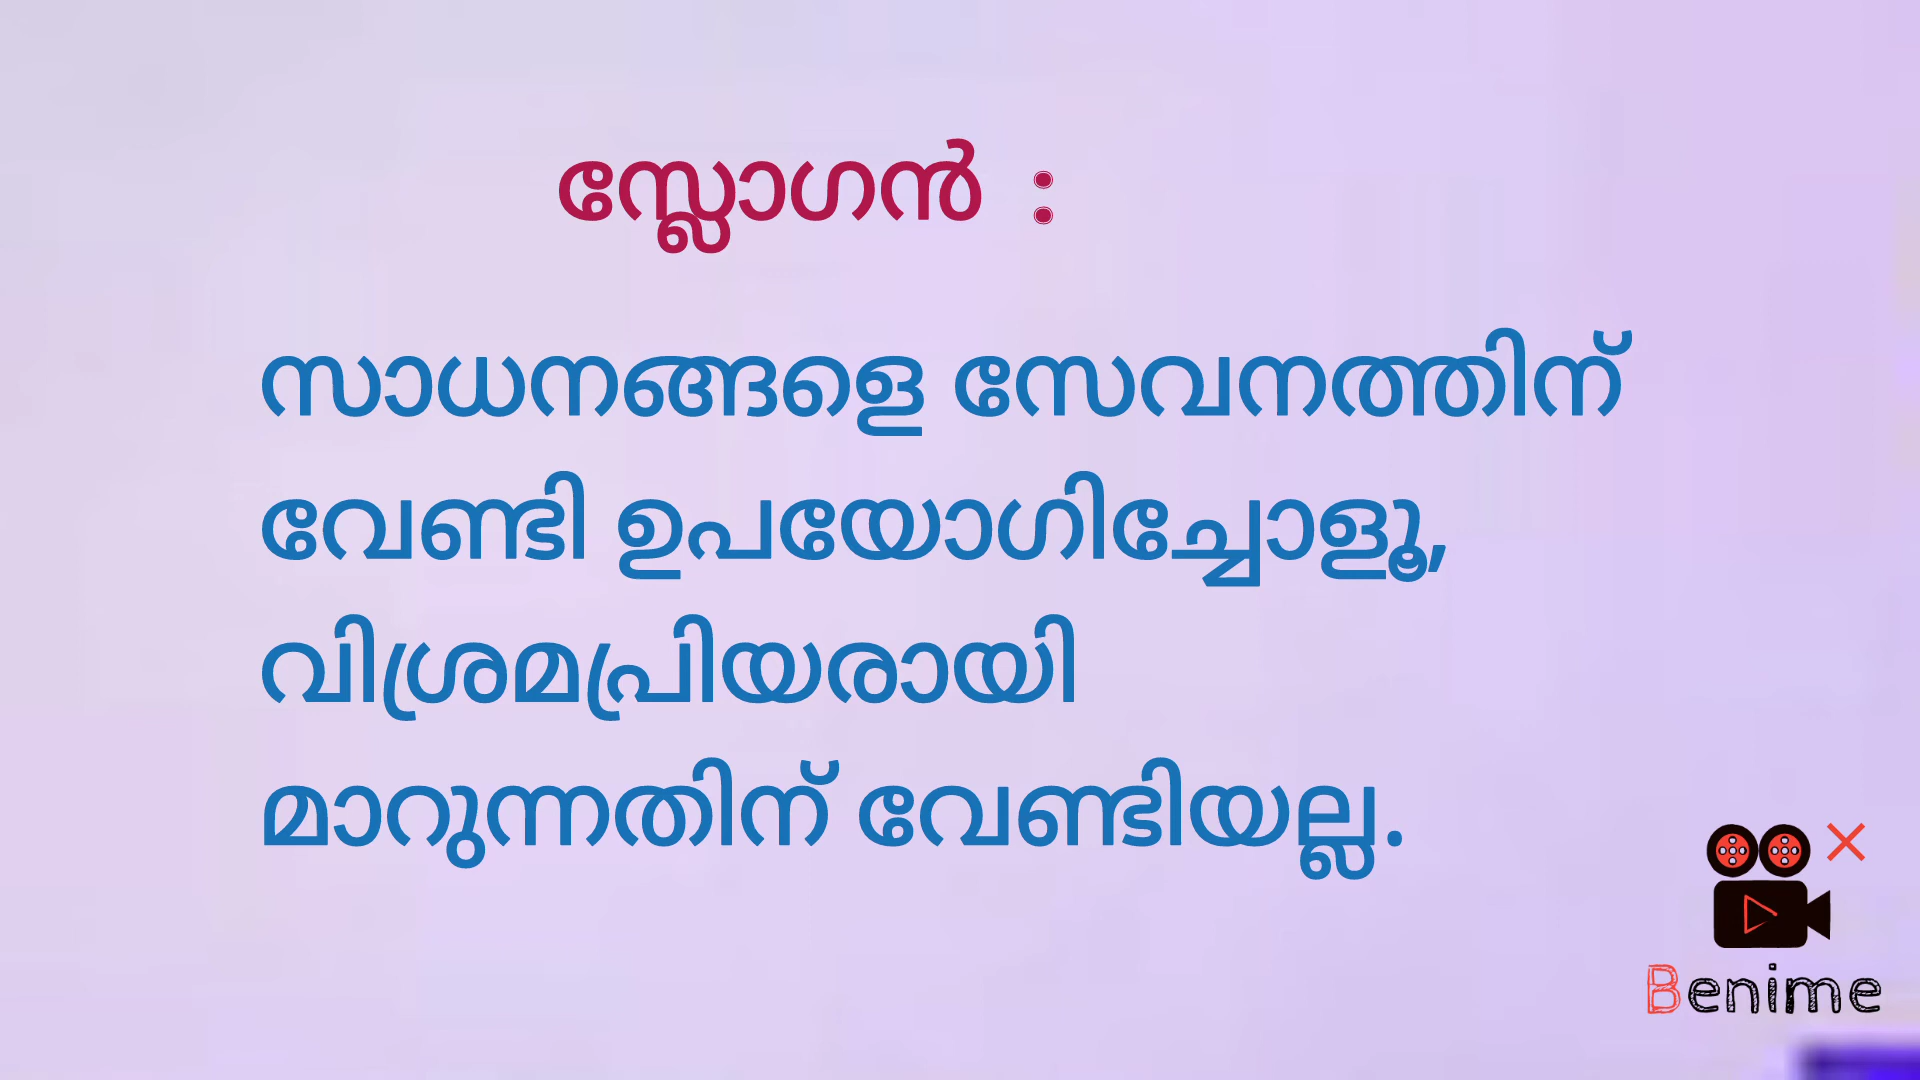 സ്ലോഗൻ :
സാധനങ്ങളെ സേവനത്തിന്
വേണ്ടി ഉപയോഗിച്ചോളൂ,
വിശ്രമപ്രിയരായി
മാറുന്നതിന് വേണ്ടിയല്ല.
Benime